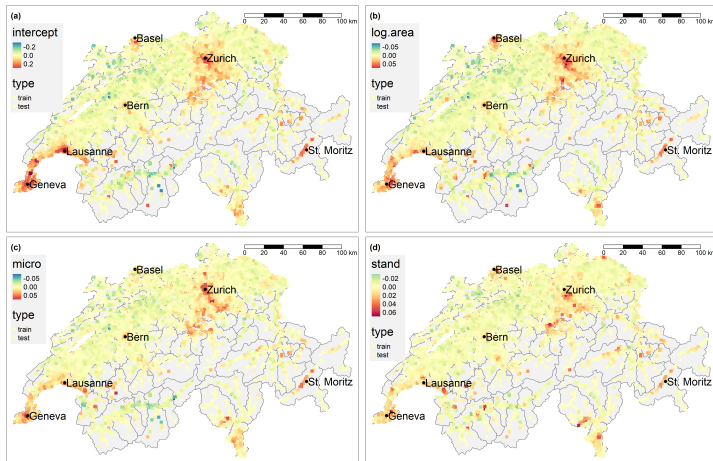 (a)
0 20 40 60 80 100 km
intercept
-0.2
0.0
0.2
type
train
test
Basel
Zurich
Bern
Lausanne
Geneva
St. Moritz
(b)
0 20 40 60 80 100 km
log.area
-0.05
0.00
0.05
type
train
test
Basel
Zurich
Bern
Lausanne
Geneva
St. Moritz
(c)
0 20 40 60 80 100 km
micro
-0.05
0.00
0.05
type
train
test
Basel
Zurich
Bern
Lausanne
Geneva
St. Moritz
(d)
0 20 40 60 80 100 km
stand
-0.02
0.00
0.02
0.04
0.06
type
train
test
Basel
Zurich
Bern
Lausanne
Geneva
St. Moritz